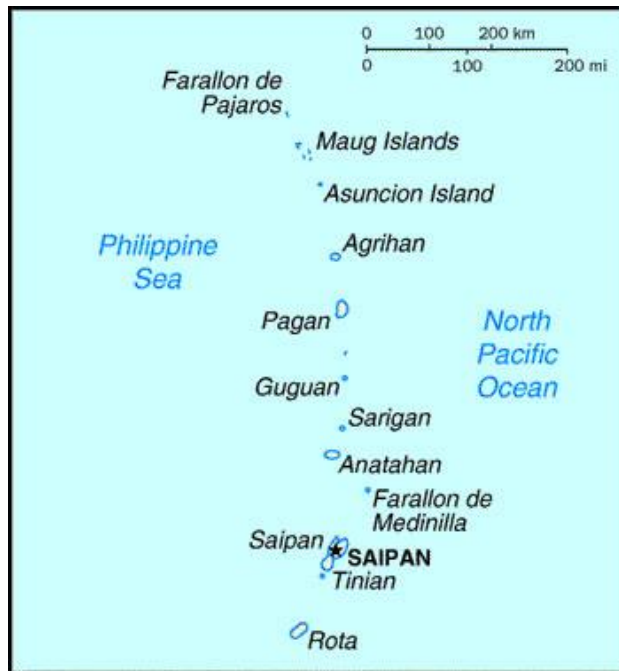 0 100 200 km
0 100 200 mi
Farallon de
Pajaros
Maug Islands
Asuncion Island
Philippine
Sea
Agrihan
Pagan
North
Pacific
Ocean
Guguan
Sarigan
Anatahan
Farallon de
Medinilla
Saipan
SAIPAN
Tinian
Rota